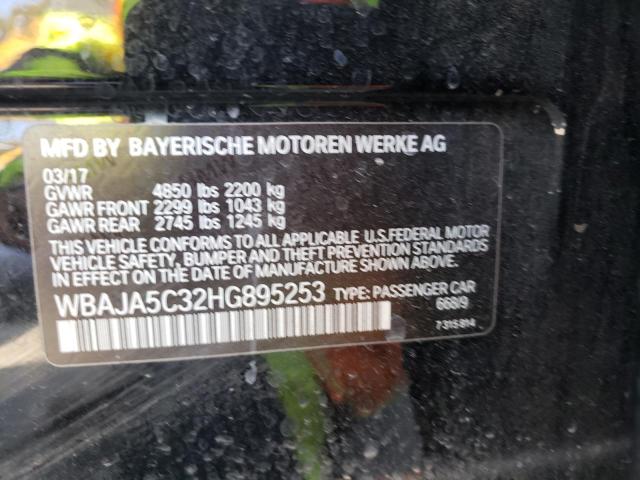 MFD BY BAYERISCHE MOTOREN WERKE AG
03/17
GVWR 4850 lbs 2200 kg
GAWR FRONT 2299 lbs 1043 kg
GAWR REAR 2745 lbs 1245 kg
THIS VEHICLE CONFORMS TO ALL APPLICABLE U.S.FEDERAL MOTOR
VEHICLE SAFETY, BUMPER AND THEFT PREVENTION STANDARDS
IN EFFECT ON THE DATE OF MANUFACTURE SHOWN ABOVE.
WBAJA5C32HG895253 TYPE: PASSENGER CAR
668/9
7315814